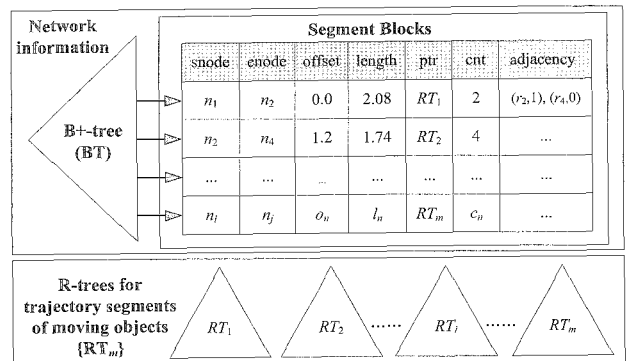 Network information
Segment Blocks
snode enode offset length ptr cnt adjacency
n₁ n₂ 0.0 2.08 RT₁ 2 (r₂,1), (r₄,0)
B+-tree (BT)
n₂ n₄ 1.2 1.74 RT₂ 4 ...
... ... ... ... ... ... ...
nᵢ nⱼ oₙ lₙ RTₘ cₙ ...
R-trees for
trajectory segments
of moving objects
{RTₘ}
RT₁ RT₂ ...... RTᵢ ...... RTₘ